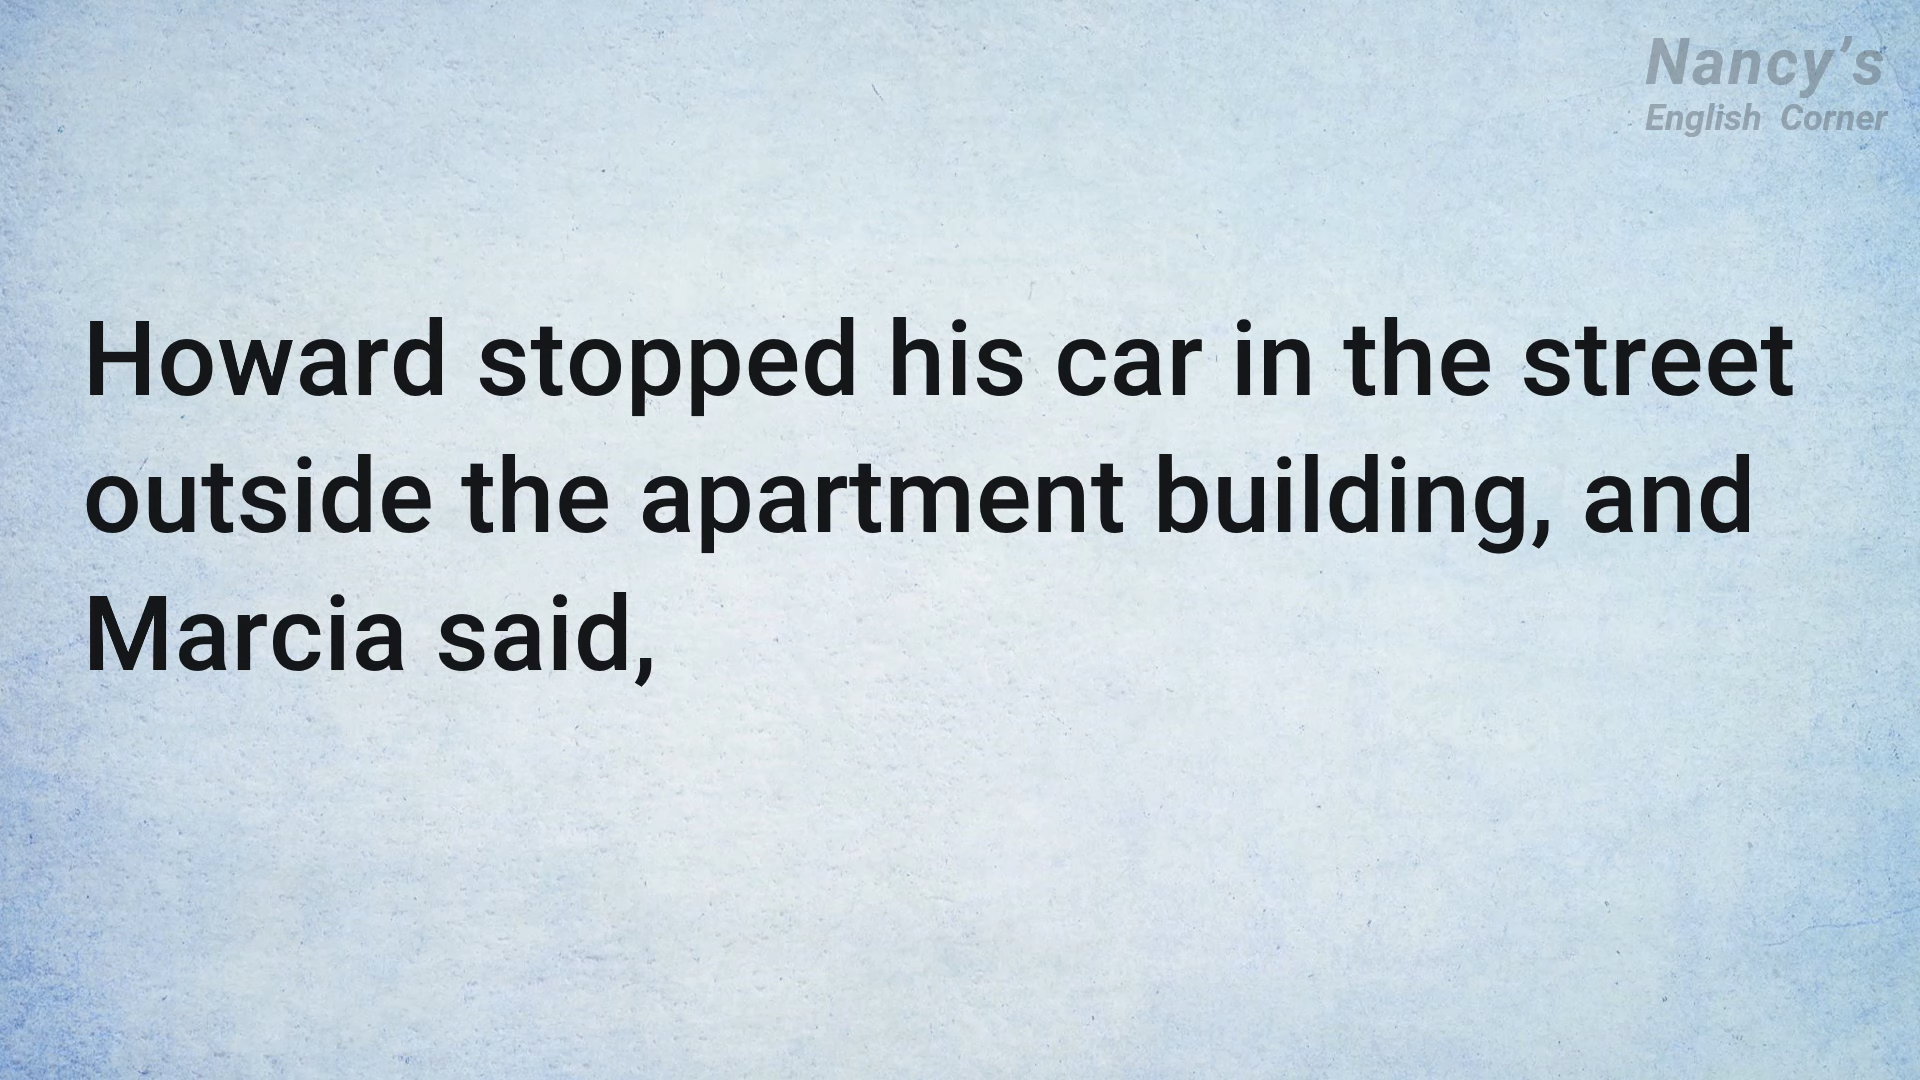 Nancy’s
English Corner
Howard stopped his car in the street
outside the apartment building, and
Marcia said,